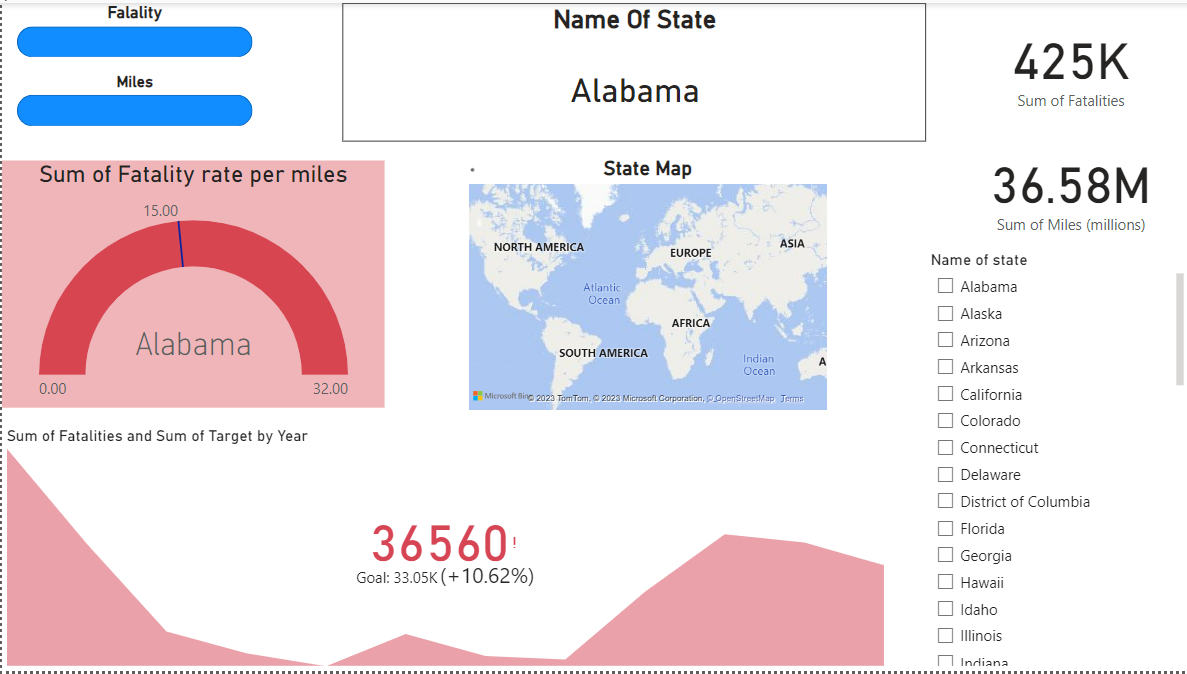 Falality
Miles
Name Of State
Alabama
425K
Sum of Fatalities
36.58M
Sum of Miles (millions)
Sum of Fatality rate per miles
15.00
Alabama
0.00
32.00
State Map
NORTH AMERICA
EUROPE
ASIA
Atlantic
Ocean
AFRICA
SOUTH AMERICA
Indian
Ocean
A
Microsoft Bing
© 2023 TomTom, © 2023 Microsoft Corporation, © OpenStreetMap Terms
Name of state
Alabama
Alaska
Arizona
Arkansas
California
Colorado
Connecticut
Delaware
District of Columbia
Florida
Georgia
Hawaii
Idaho
Illinois
Indiana
Sum of Fatalities and Sum of Target by Year
36560!
Goal: 33.05K (+10.62%)